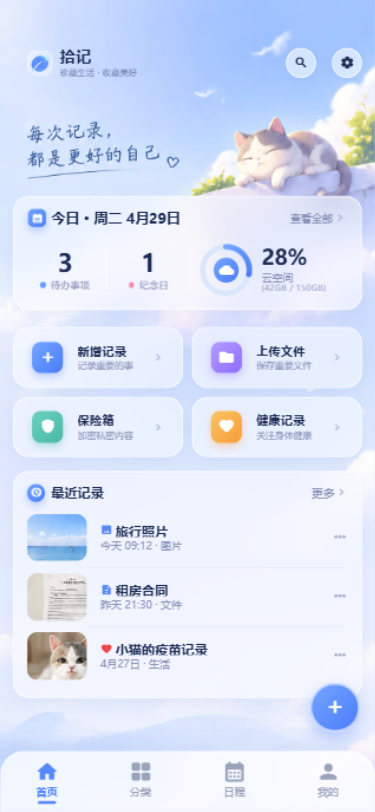 拾记
珍藏生活 · 收藏美好
每次记录，
都是更好的自己
今日 • 周二 4月29日
查看全部
3
待办事项
1
纪念日
28%
云空间
(42GB / 150GB)
新增记录
记录重要的事
上传文件
保存重要文件
保险箱
加密私密内容
健康记录
关注身体健康
最近记录
更多
旅行照片
今天 09:12 · 图片
租房合同
昨天 21:30 · 文件
小猫的疫苗记录
4月27日 · 生活
首页
分类
日程
我的